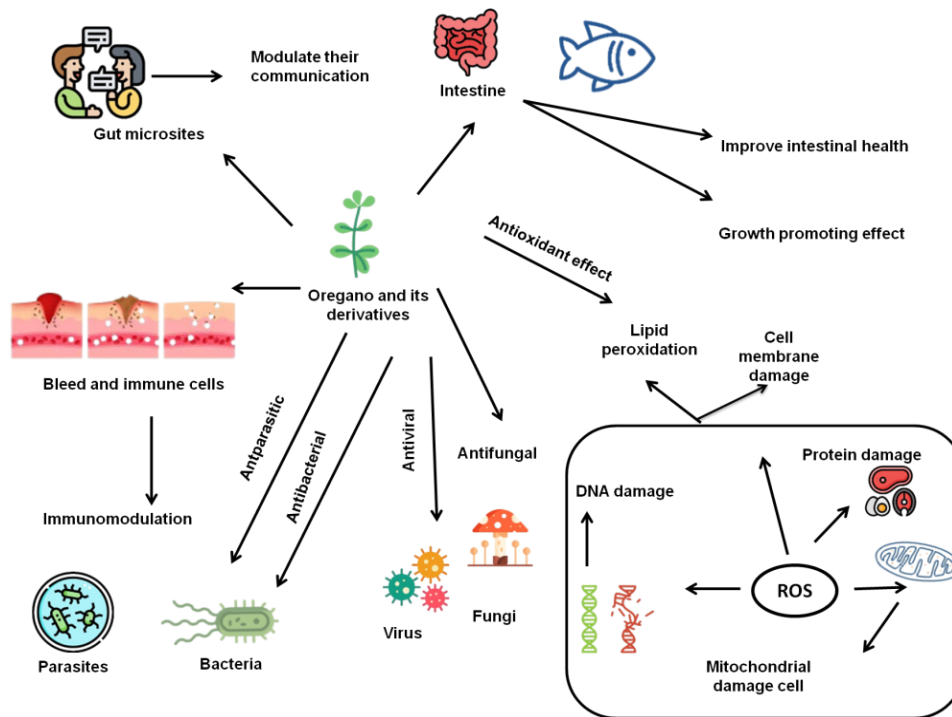 Modulate their
communication
Gut microsites
Intestine
Improve intestinal health
Growth promoting effect
Antioxidant effect
Oregano and its
derivatives
Lipid
peroxidation
Cell
membrane
damage
Bleed and immune cells
Immunomodulation
Antparasitic
Antibacterial
Antiviral
Antifungal
Parasites
Bacteria
Virus
Fungi
DNA damage
Protein damage
ROS
Mitochondrial
damage cell